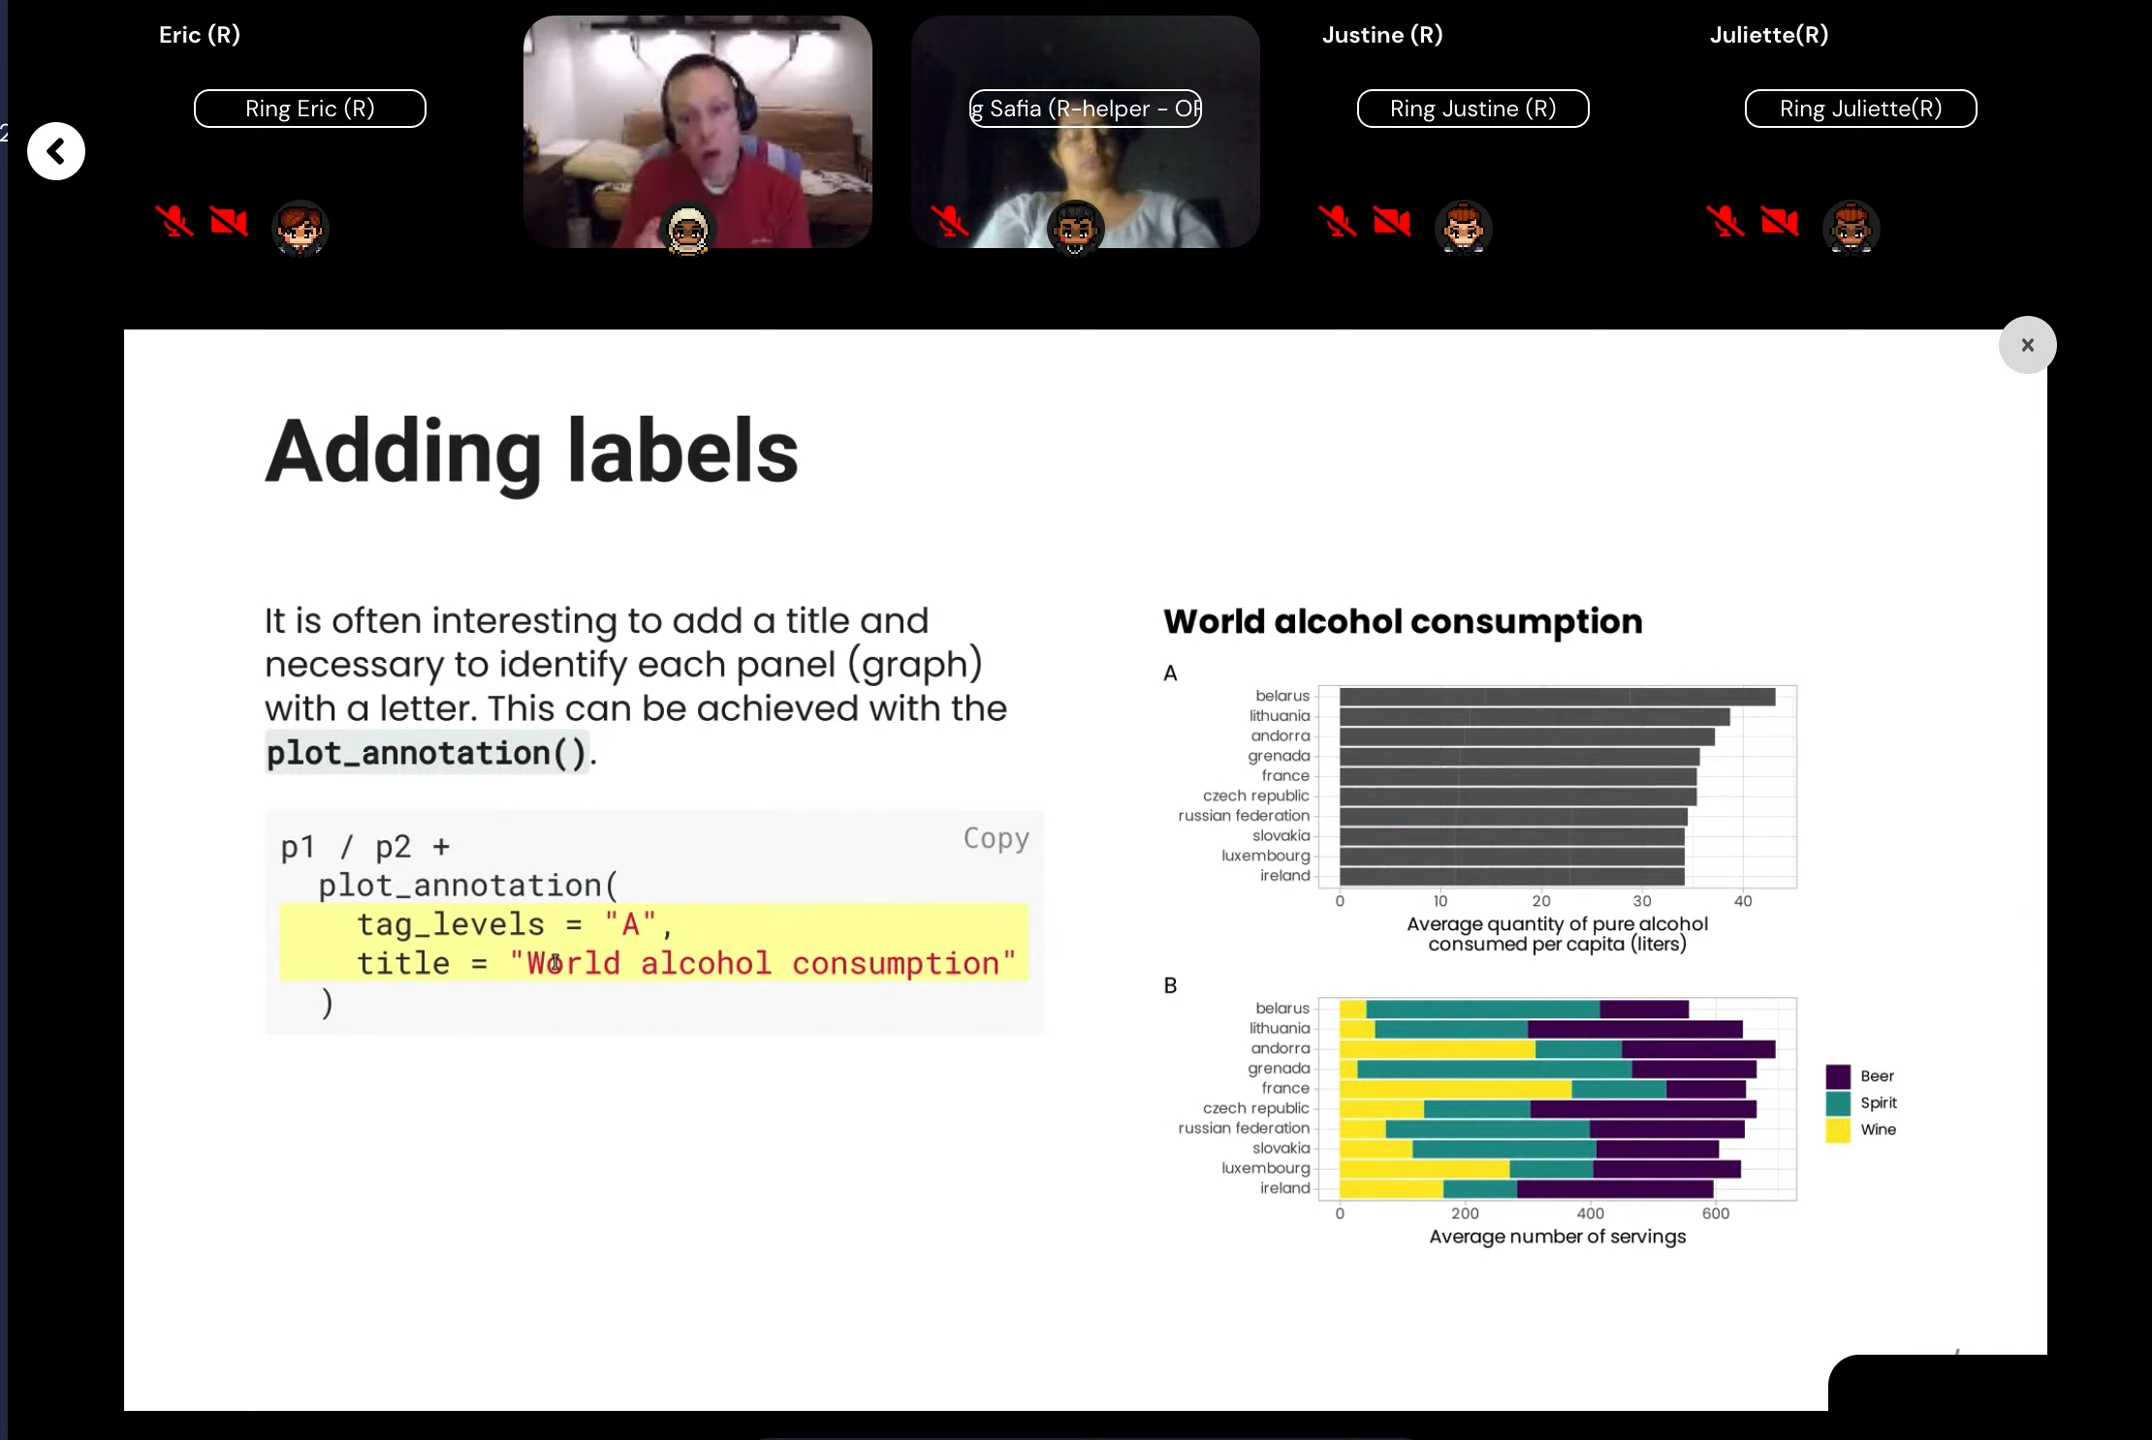 Eric (R)
Justine (R)
Juliette(R)
Ring Eric (R)
g Safia (R-helper - OF
Ring Justine (R)
Ring Juliette(R)
2
Adding labels
It is often interesting to add a title and
necessary to identify each panel (graph)
with a letter. This can be achieved with the
plot_annotation().
Copy
p1 / p2 +
plot_annotation(
tag_levels = "A",
title = "World alcohol consumption"
)
World alcohol consumption
A
belarus
lithuania
andorra
grenada
france
czech republic
russian federation
slovakia
luxembourg
ireland
0 10 20 30 40
Average quantity of pure alcohol
consumed per capita (liters)
B
belarus
lithuania
andorra
grenada
france
czech republic
russian federation
slovakia
luxembourg
ireland
0 200 400 600
Average number of servings
Beer
Spirit
Wine